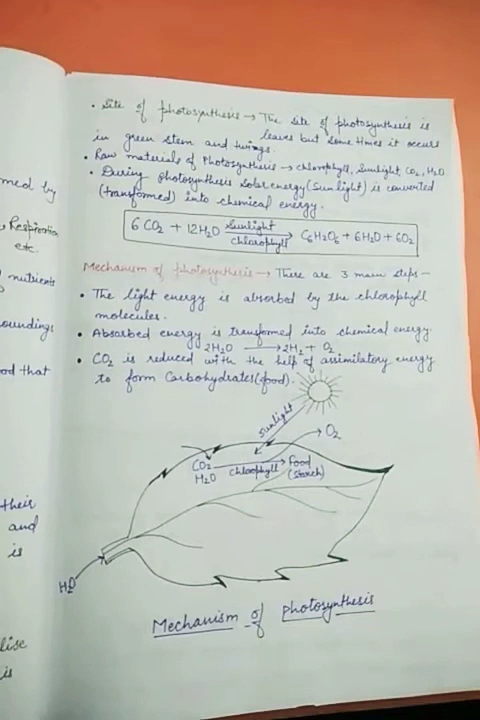 • Site of photosynthesis → The site of photosynthesis is
leaves but some times it occurs
in green stem and twings.
• Raw materials of Photosynthesis → chlorophyll, Sunlight, CO2, H2O
• During photosynthesis solar energy (Sun light) is converted
(transformed) into chemical energy.
6 CO2 + 12H2O Sunlight → C6H2O6 + 6H2O + 6O2
chlorophyll
Mechanism of photosynthesis → There are 3 main steps –
• The light energy is absorbed by the chlorophyll
molecules.
• Absorbed energy is transformed into chemical energy.
2H2O → 2H2 + O2
• CO2 is reduced with the help of assimilatory energy
to form Carbohydrates (food).
sunlight
O2
CO2 → Food
H2O chlorophyll (starch)
H2O
Mechanism of photosynthesis
med by
Respiration
etc.
nutrients
oundings
od that
their
and
is
lise
is